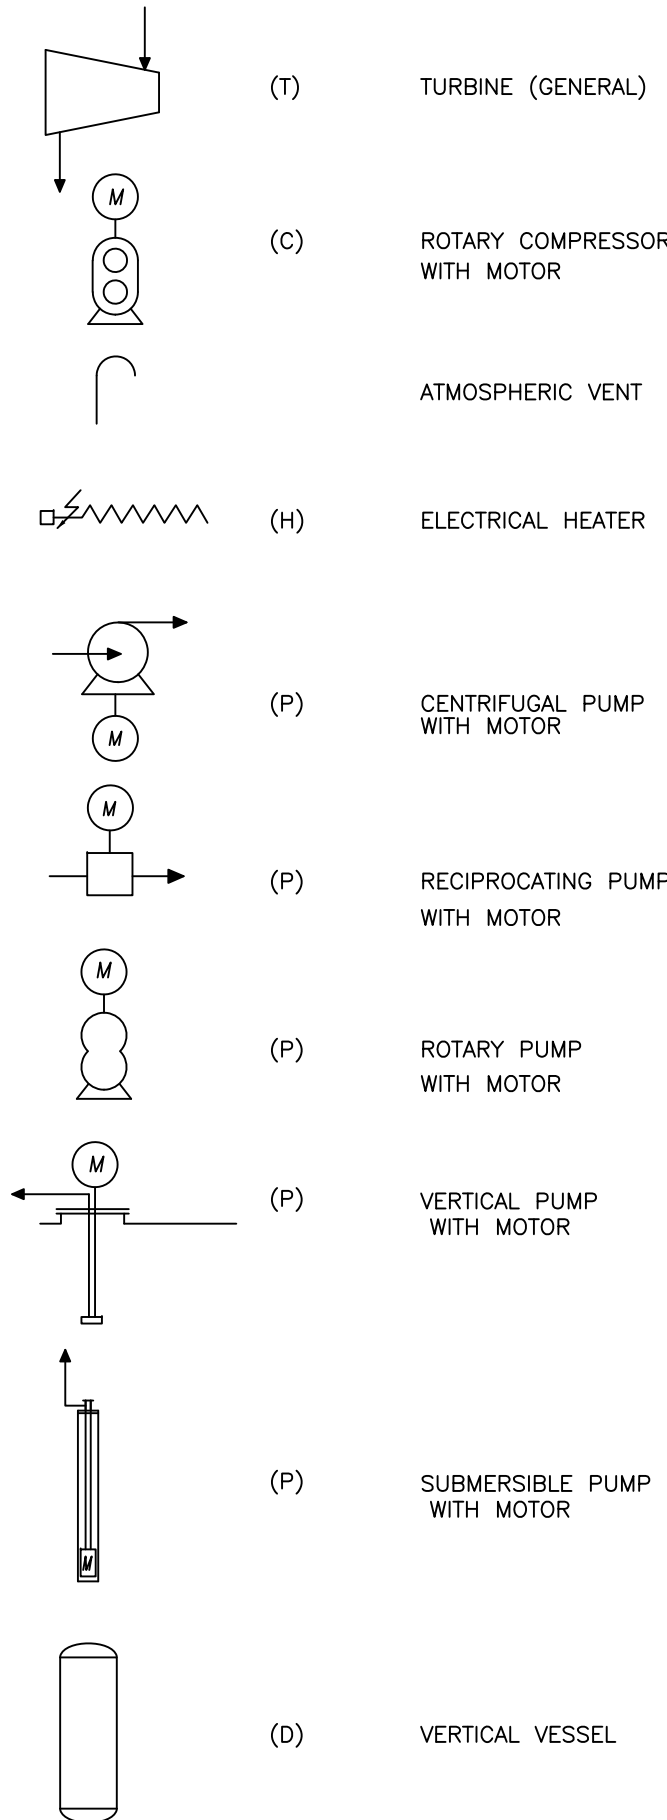 (T) TURBINE (GENERAL)
M
(C) ROTARY COMPRESSOR
WITH MOTOR
ATMOSPHERIC VENT
(H) ELECTRICAL HEATER
(P) CENTRIFUGAL PUMP
WITH MOTOR
M
M
(P) RECIPROCATING PUMP
WITH MOTOR
M
(P) ROTARY PUMP
WITH MOTOR
M
(P) VERTICAL PUMP
WITH MOTOR
(P) SUBMERSIBLE PUMP
WITH MOTOR
M
(D) VERTICAL VESSEL